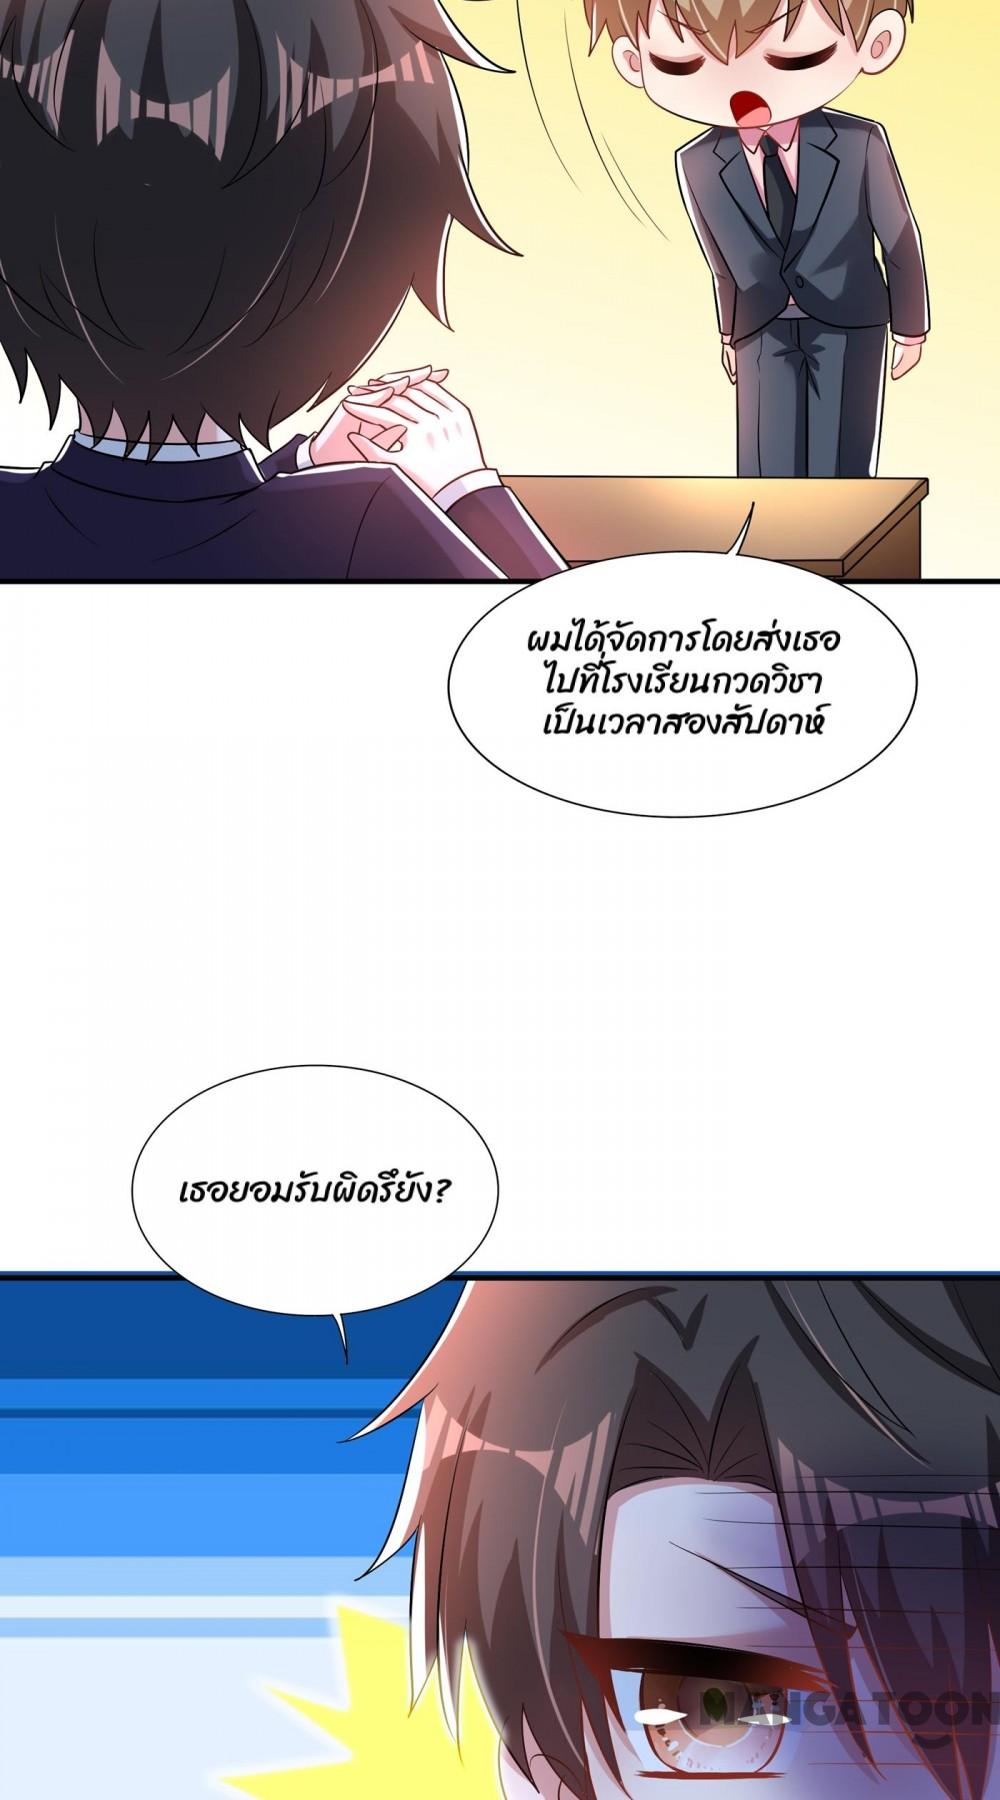 ผมได้จัดการโดยส่งเธอ
ไปที่โรงเรียนกวดวิชา
เป็นเวลาสองสัปดาห์
เธอยอมรับผิดรึยัง?
MANGATOON